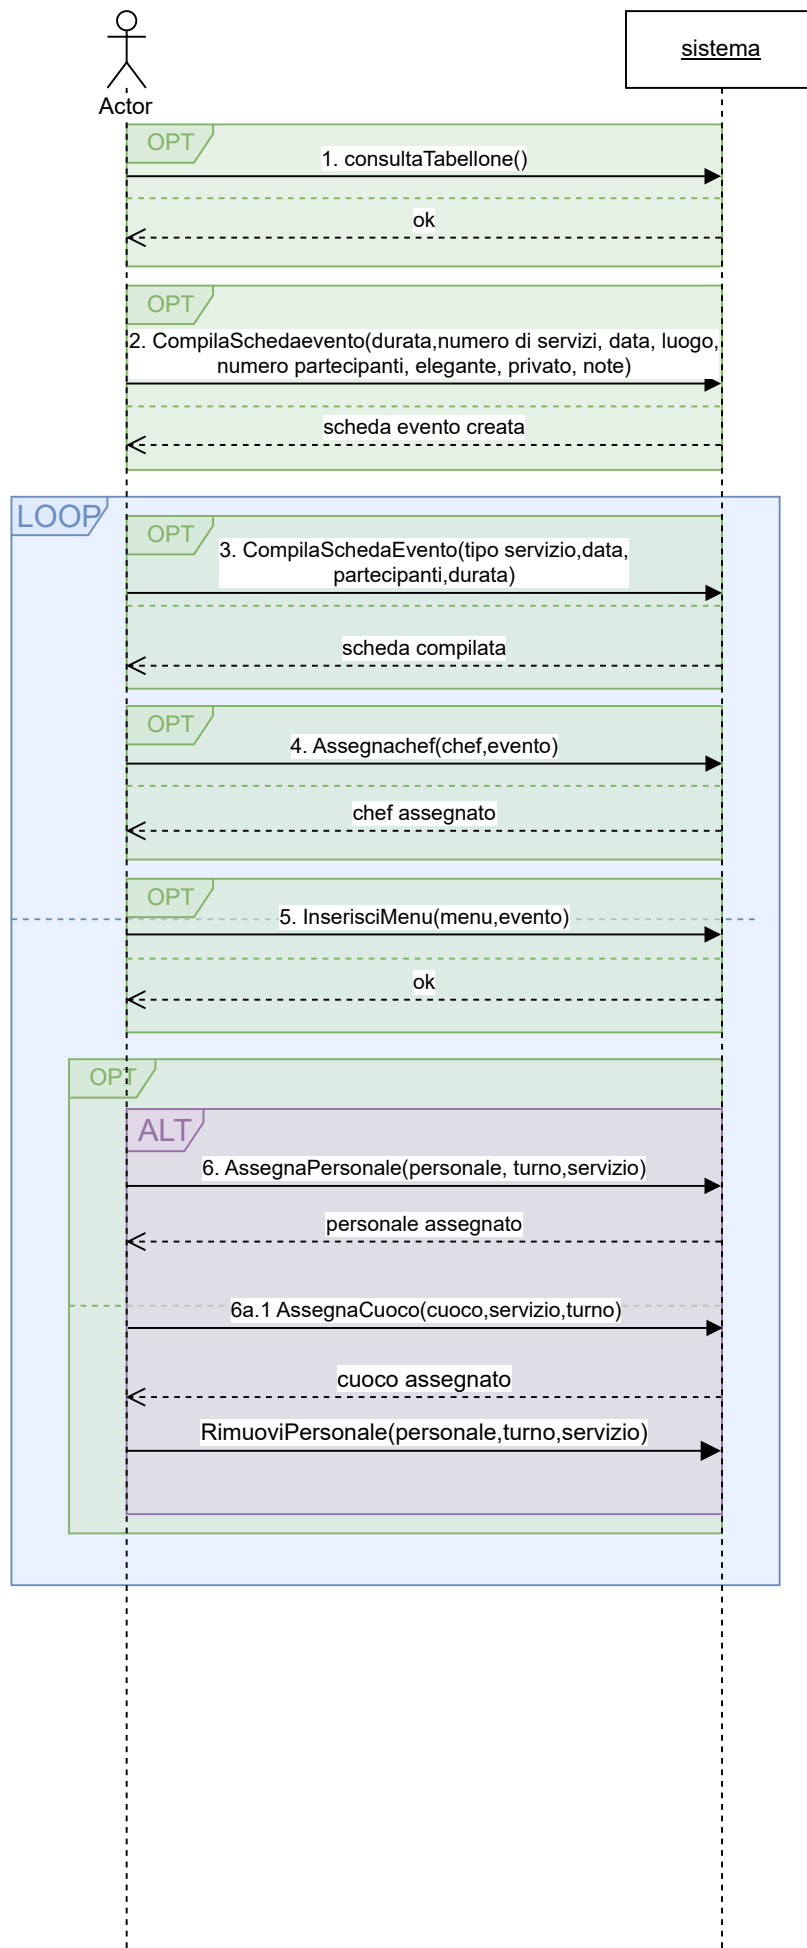 Actor
sistema
OPT
1. consultaTabellone()
ok
OPT
2. CompilaSchedaevento(durata,numero di servizi, data, luogo,
numero partecipanti, elegante, privato, note)
scheda evento creata
LOOP
OPT
3. CompilaSchedaEvento(tipo servizio,data,
partecipanti,durata)
scheda compilata
OPT
4. Assegnachef(chef,evento)
chef assegnato
OPT
5. InserisciMenu(menu,evento)
ok
OPT
ALT
6. AssegnaPersonale(personale, turno,servizio)
personale assegnato
6a.1 AssegnaCuoco(cuoco,servizio,turno)
cuoco assegnato
RimuoviPersonale(personale,turno,servizio)